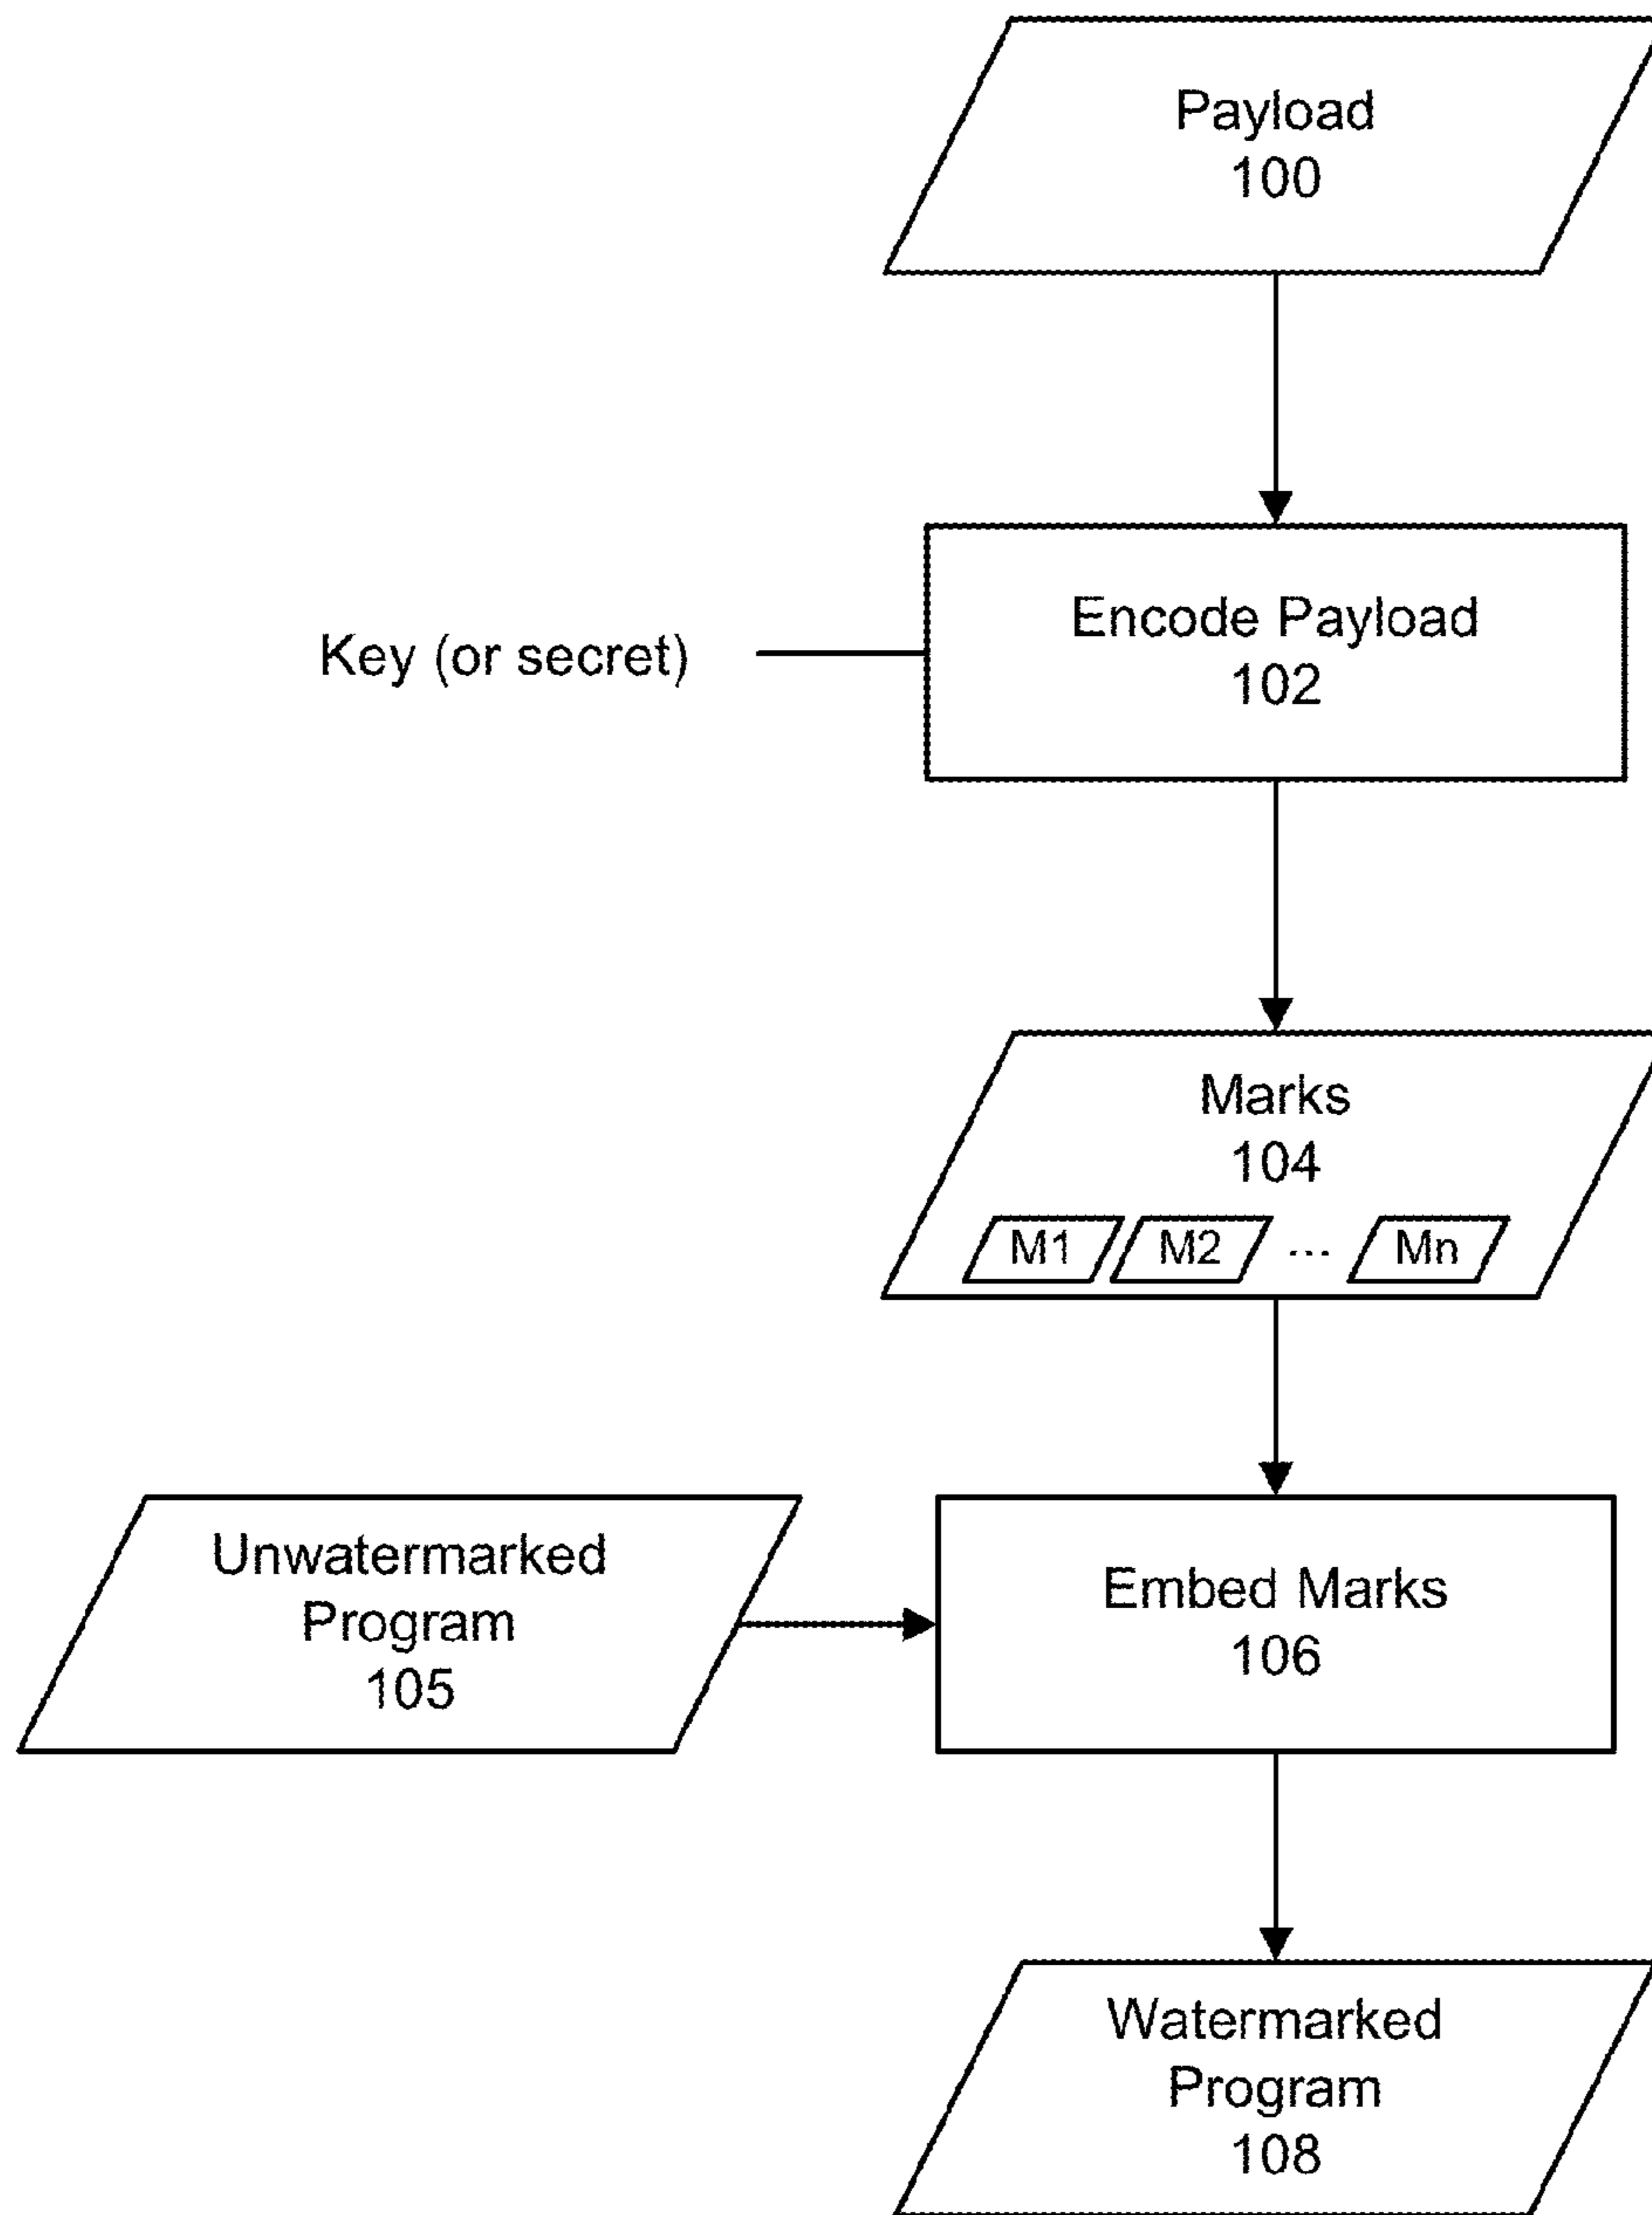 Payload
100
Encode Payload
102
Key (or secret)
Marks
104
M1 M2 ... Mn
Unwatermarked
Program
105
Embed Marks
106
Watermarked
Program
108